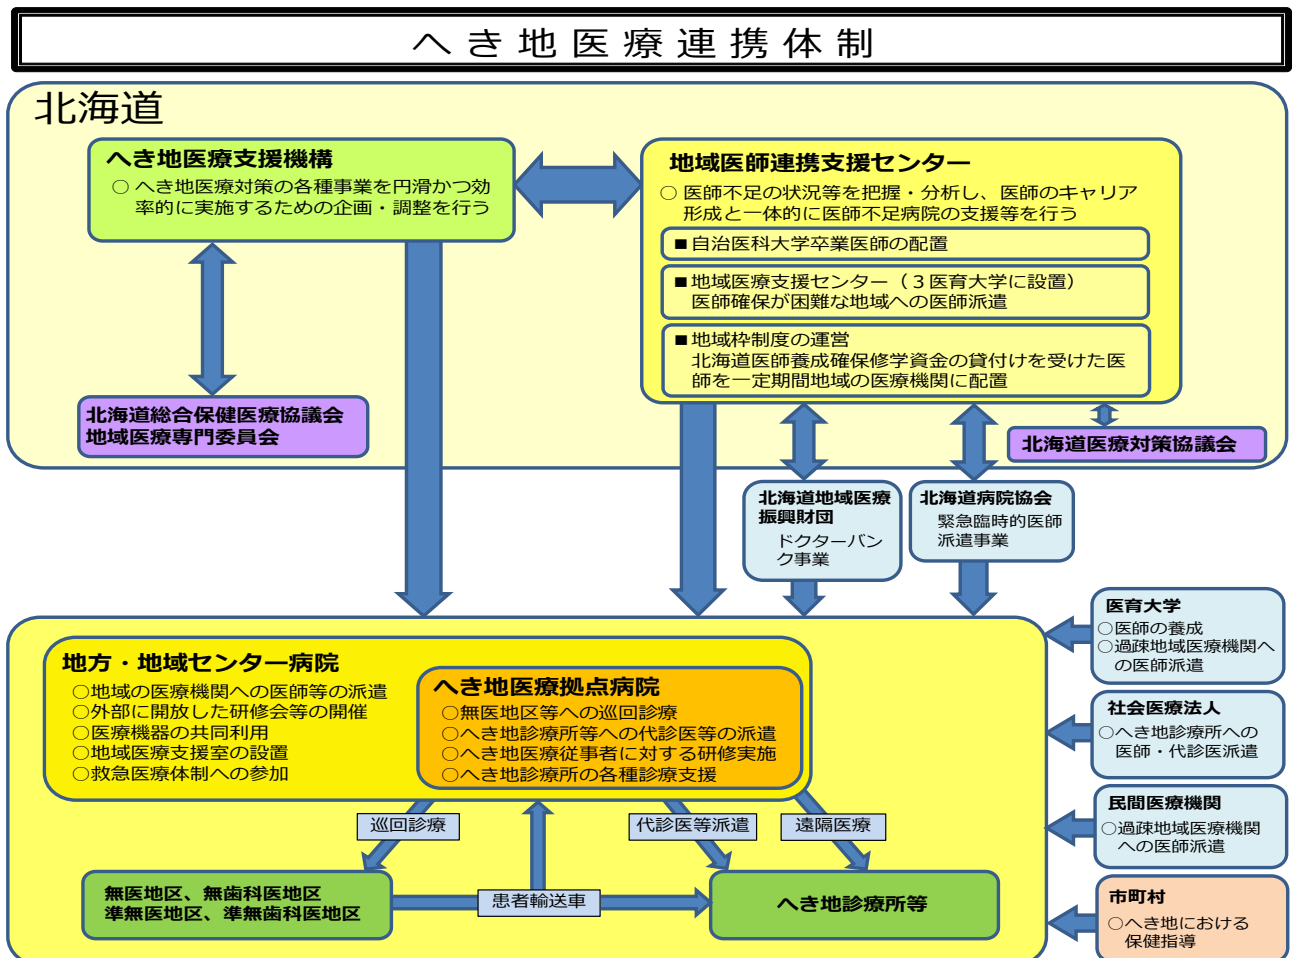 へき地医療連携体制
北海道
へき地医療支援機構
○ へき地医療対策の各種事業を円滑かつ効
率的に実施するための企画・調整を行う
地域医師連携支援センター
○ 医師不足の状況等を把握・分析し、医師のキャリア
形成と一体的に医師不足病院の支援等を行う
■自治医科大学卒業医師の配置
■地域医療支援センター（３医育大学に設置）
医師確保が困難な地域への医師派遣
■地域枠制度の運営
北海道医師養成確保修学資金の貸付けを受けた医
師を一定期間地域の医療機関に配置
北海道総合保健医療協議会
地域医療専門委員会
北海道医療対策協議会
北海道地域医療
振興財団
ドクターバン
ク事業
北海道病院協会
緊急臨時的医師
派遣事業
地方・地域センター病院
○地域の医療機関への医師等の派遣
○外部に開放した研修会等の開催
○医療機器の共同利用
○地域医療支援室の設置
○救急医療体制への参加
へき地医療拠点病院
○無医地区等への巡回診療
○へき地診療所等への代診医等の派遣
○へき地医療従事者に対する研修実施
○へき地診療所の各種診療支援
巡回診療
代診医等派遣
遠隔医療
無医地区、無歯科医地区
準無医地区、準無歯科医地区
患者輸送車
へき地診療所等
医育大学
○医師の養成
○過疎地域医療機関へ
の医師派遣
社会医療法人
○へき地診療所への
医師・代診医派遣
民間医療機関
○過疎地域医療機関
への医師派遣
市町村
○へき地における
保健指導